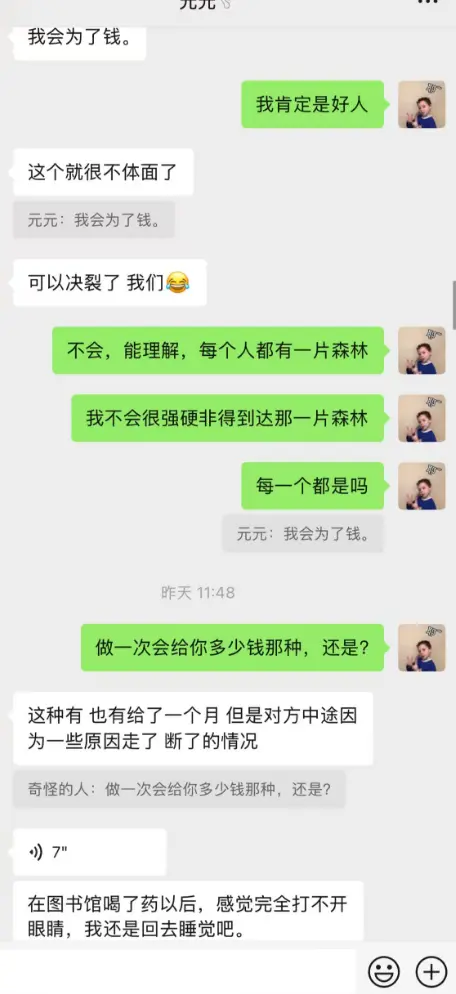 元元
我会为了钱。
我肯定是好人
这个就很不体面了
元元：我会为了钱。
可以决裂了 我们😂
不会，能理解，每个人都有一片森林
我不会很强硬非得到达那一片森林
每一个都是吗
元元：我会为了钱。
昨天 11:48
做一次会给你多少钱那种，还是?
这种有 也有给了一个月 但是对方中途因
为一些原因走了 断了的情况
奇怪的人：做一次会给你多少钱那种，还是?
7"
在图书馆喝了药以后，感觉完全打不开
眼睛，我还是回去睡觉吧。